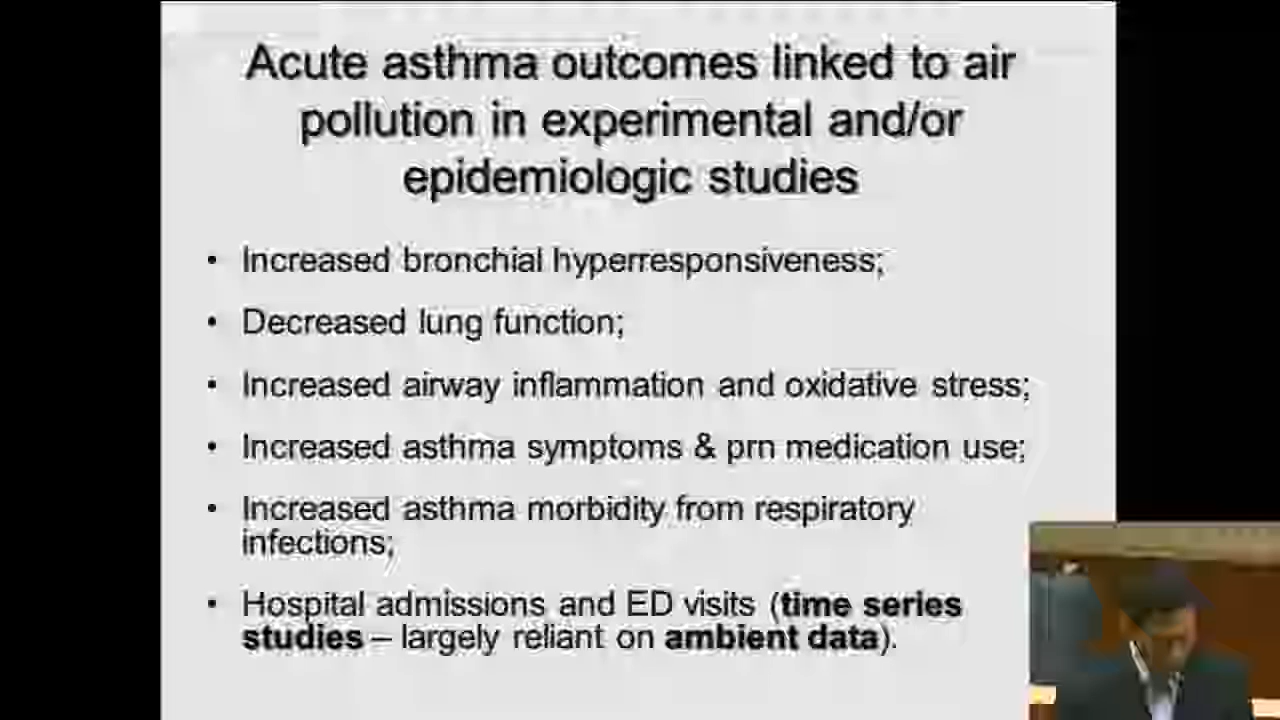 Acute asthma outcomes linked to air
pollution in experimental and/or
epidemiologic studies
• Increased bronchial hyperresponsiveness;
• Decreased lung function;
• Increased airway inflammation and oxidative stress;
• Increased asthma symptoms & prn medication use;
• Increased asthma morbidity from respiratory
infections;
• Hospital admissions and ED visits (time series
studies – largely reliant on ambient data).